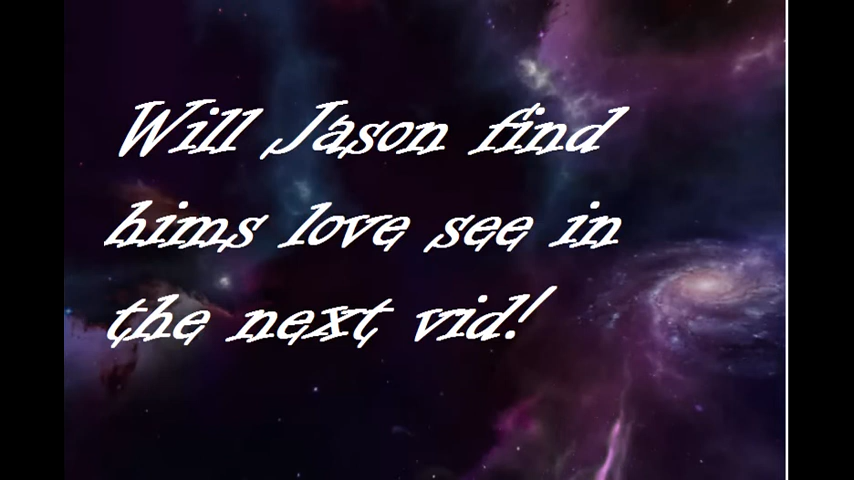 Will Jason find
hims love see in
the next vid!